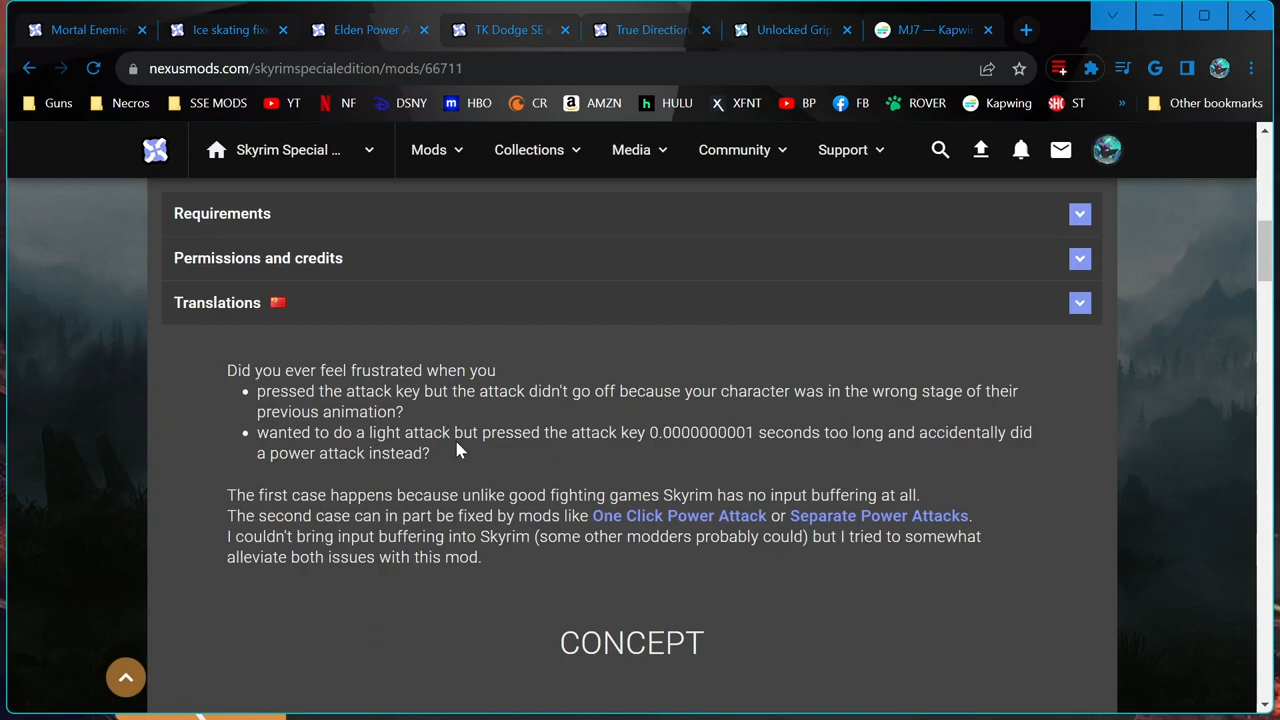 Mortal Enemie
Ice skating fixe
Elden Power A
TK Dodge SE a
True Direction
Unlocked Grip
MJ7 — Kapwin
nexusmods.com/skyrimspecialedition/mods/66711
Guns
Necros
SSE MODS
YT
NF
DSNY
HBO
CR
AMZN
HULU
XFNT
BP
FB
ROVER
Kapwing
ST
Other bookmarks
Skyrim Special ...
Mods
Collections
Media
Community
Support
Requirements
Permissions and credits
Translations
Did you ever feel frustrated when you
• pressed the attack key but the attack didn't go off because your character was in the wrong stage of their
previous animation?
• wanted to do a light attack but pressed the attack key 0.0000000001 seconds too long and accidentally did
a power attack instead?
The first case happens because unlike good fighting games Skyrim has no input buffering at all.
The second case can in part be fixed by mods like One Click Power Attack or Separate Power Attacks.
I couldn't bring input buffering into Skyrim (some other modders probably could) but I tried to somewhat
alleviate both issues with this mod.
CONCEPT